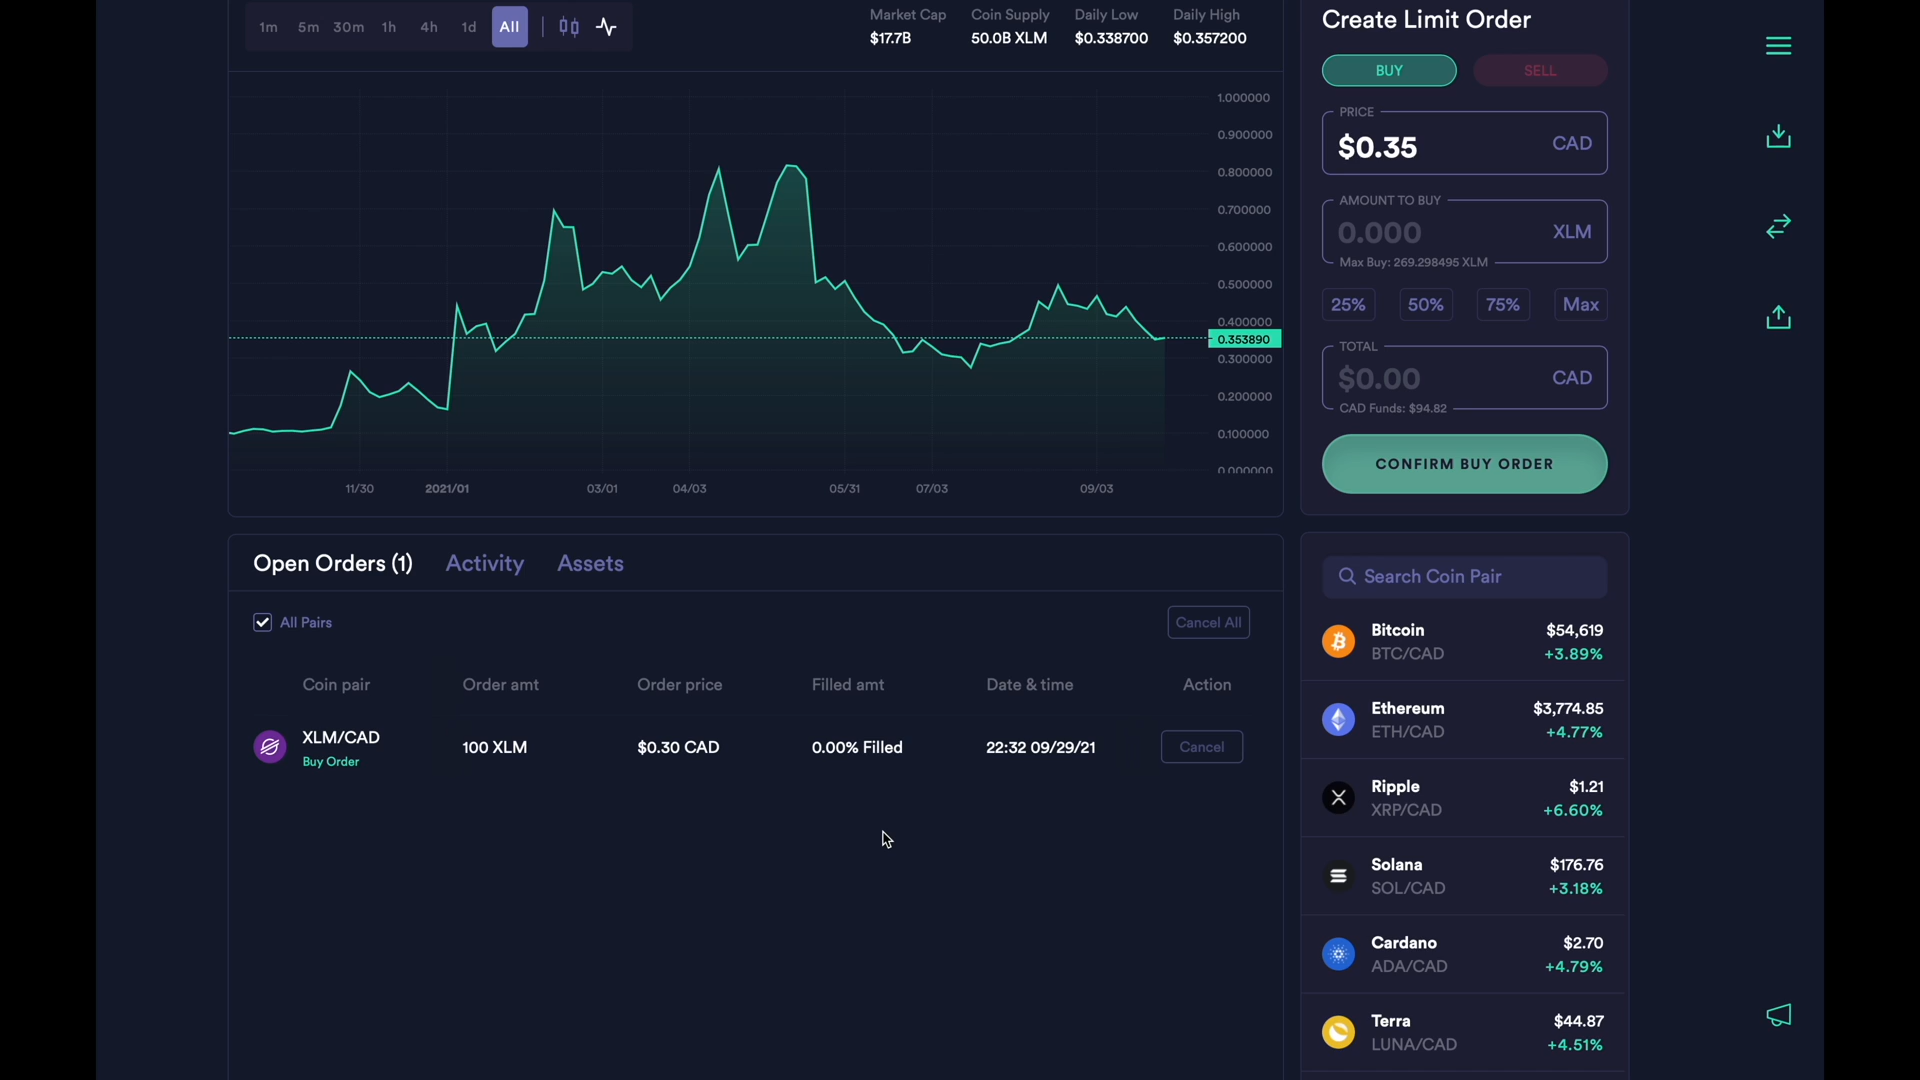 1m 5m 30m 1h 4h 1d All
Market Cap Coin Supply Daily Low Daily High
$17.7B 50.0B XLM $0.338700 $0.357200
1.000000
0.900000
0.800000
0.700000
0.600000
0.500000
0.400000
0.353890
0.300000
0.200000
0.100000
0.000000
11/30 2021/01 03/01 04/03 05/31 07/03 09/03
Create Limit Order
BUY SELL
PRICE
$0.35 CAD
AMOUNT TO BUY
0.000 XLM
Max Buy: 269.298495 XLM
25% 50% 75% Max
TOTAL
$0.00 CAD
CAD Funds: $94.82
CONFIRM BUY ORDER
Open Orders (1) Activity Assets
All Pairs Cancel All
Coin pair Order amt Order price Filled amt Date & time Action
XLM/CAD 100 XLM $0.30 CAD 0.00% Filled 22:32 09/29/21 Cancel
Buy Order
Search Coin Pair
Bitcoin $54,619
BTC/CAD +3.89%
Ethereum $3,774.85
ETH/CAD +4.77%
Ripple $1.21
XRP/CAD +6.60%
Solana $176.76
SOL/CAD +3.18%
Cardano $2.70
ADA/CAD +4.79%
Terra $44.87
LUNA/CAD +4.51%